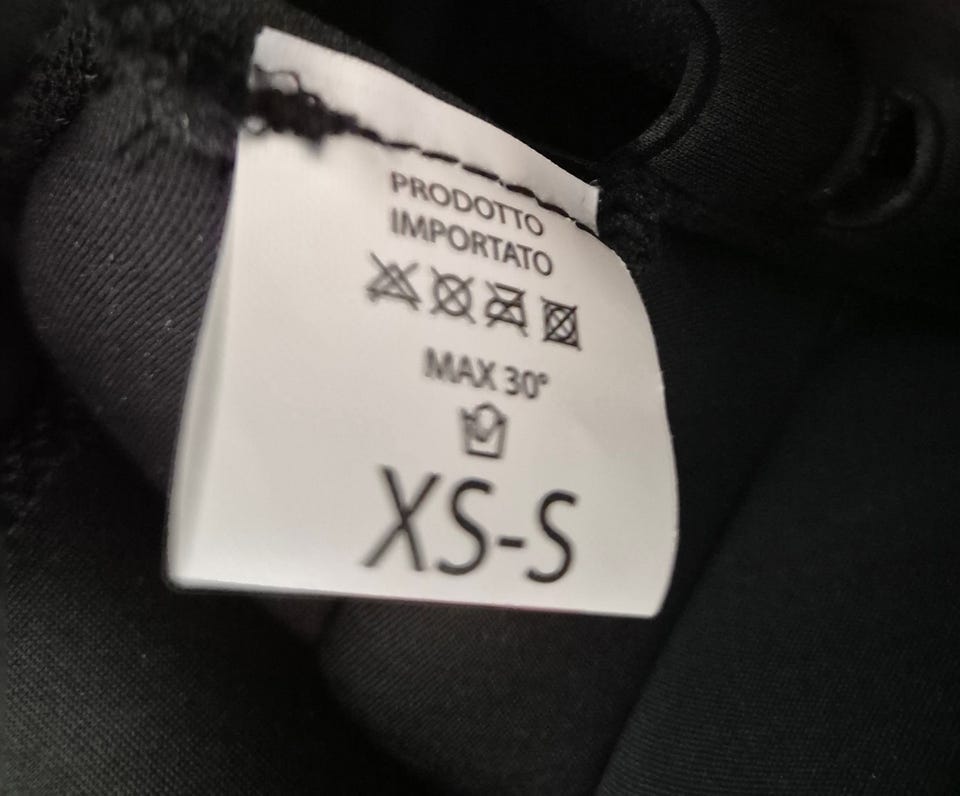 PRODOTTO
IMPORTATO
MAX 30°
XS-S